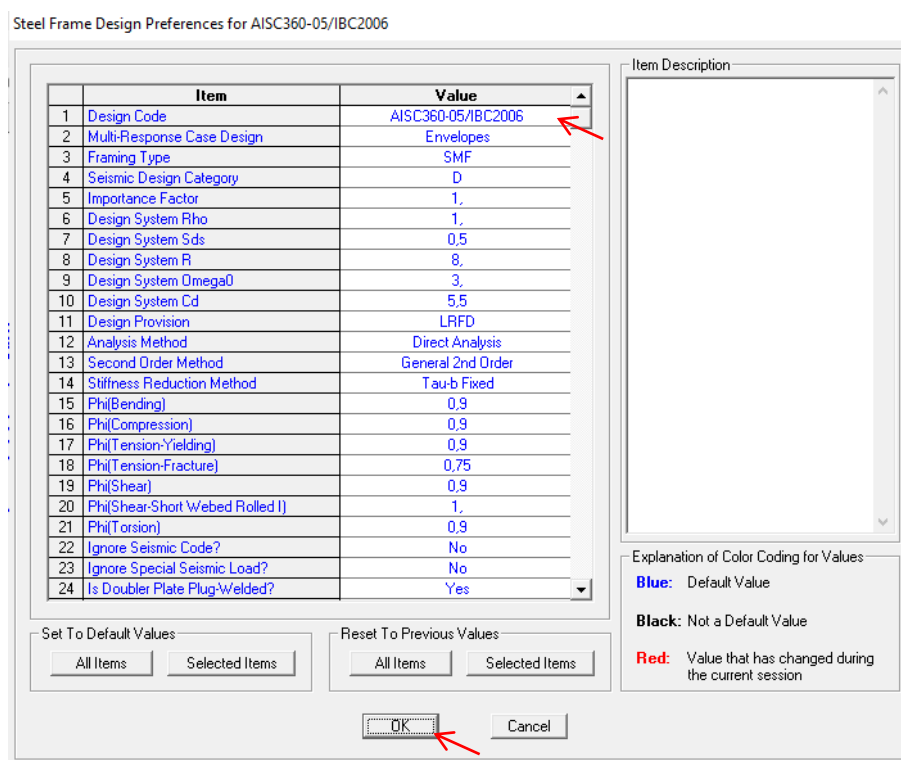 Steel Frame Design Preferences for AISC360-05/IBC2006
Item Value
1 Design Code AISC360-05/IBC2006
2 Multi-Response Case Design Envelopes
3 Framing Type SMF
4 Seismic Design Category D
5 Importance Factor 1,
6 Design System Rho 1,
7 Design System Sds 0,5
8 Design System R 8,
9 Design System Omega0 3,
10 Design System Cd 5,5
11 Design Provision LRFD
12 Analysis Method Direct Analysis
13 Second Order Method General 2nd Order
14 Stiffness Reduction Method Tau-b Fixed
15 Phi(Bending) 0,9
16 Phi(Compression) 0,9
17 Phi(Tension-Yielding) 0,9
18 Phi(Tension-Fracture) 0,75
19 Phi(Shear) 0,9
20 Phi(Shear-Short Webed Rolled I) 1,
21 Phi(Torsion) 0,9
22 Ignore Seismic Code? No
23 Ignore Special Seismic Load? No
24 Is Doubler Plate Plug-Welded? Yes
Item Description
Explanation of Color Coding for Values
Blue: Default Value
Black: Not a Default Value
Red: Value that has changed during
the current session
Set To Default Values
All Items Selected Items
Reset To Previous Values
All Items Selected Items
OK Cancel